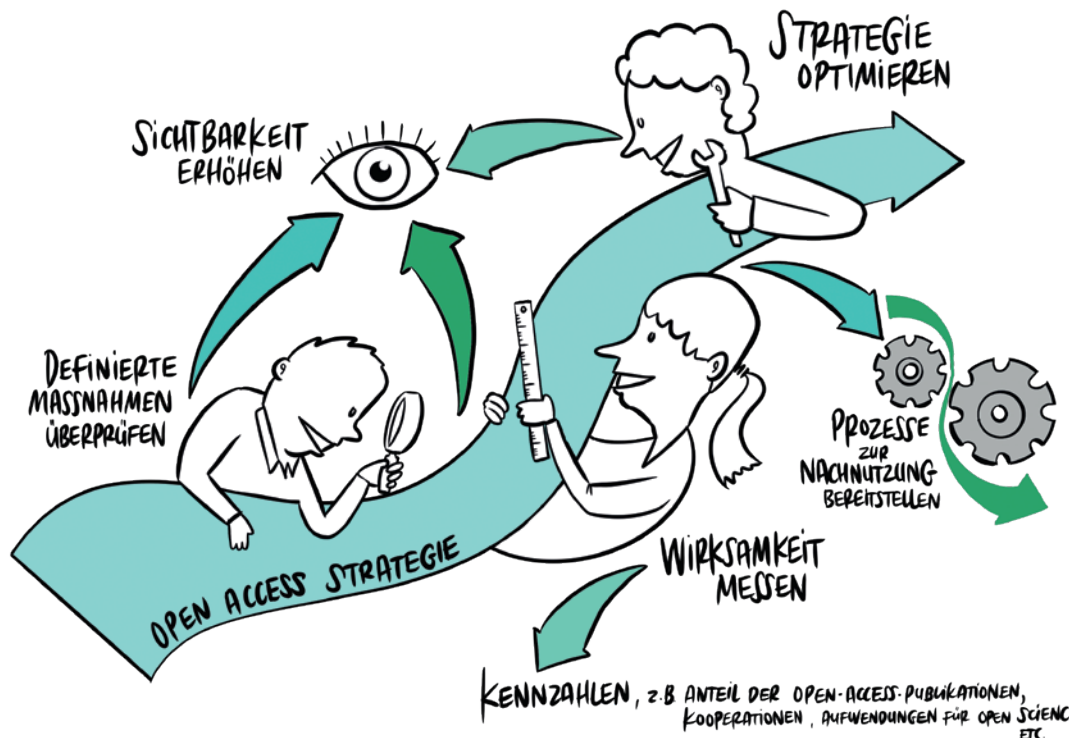 STRATEGIE
OPTIMIEREN
SICHTBARKEIT
ERHÖHEN
DEFINIERTE
MASSNAHMEN
ÜBERPRÜFEN
PROZESSE
ZUR
NACHNUTZUNG
BEREITSTELLEN
OPEN ACCESS STRATEGIE
WIRKSAMKEIT
MESSEN
KENNZAHLEN, Z.B. ANTEIL DER OPEN-ACCESS-PUBLIKATIONEN,
KOOPERATIONEN, AUFWENDUNGEN FÜR OPEN SCIENC
ETC.